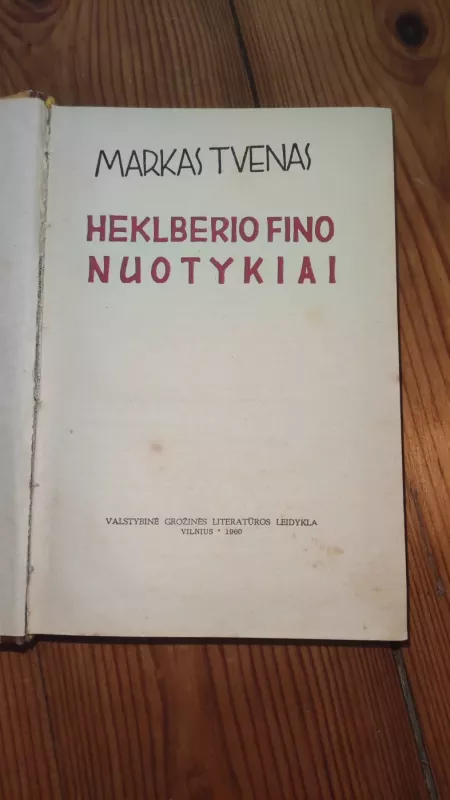 MARKAS TVENAS
HEKLBERIO FINO
NUOTYKIAI
VALSTYBINĖ GROŽINĖS LITERATŪROS LEIDYKLA
VILNIUS * 1960